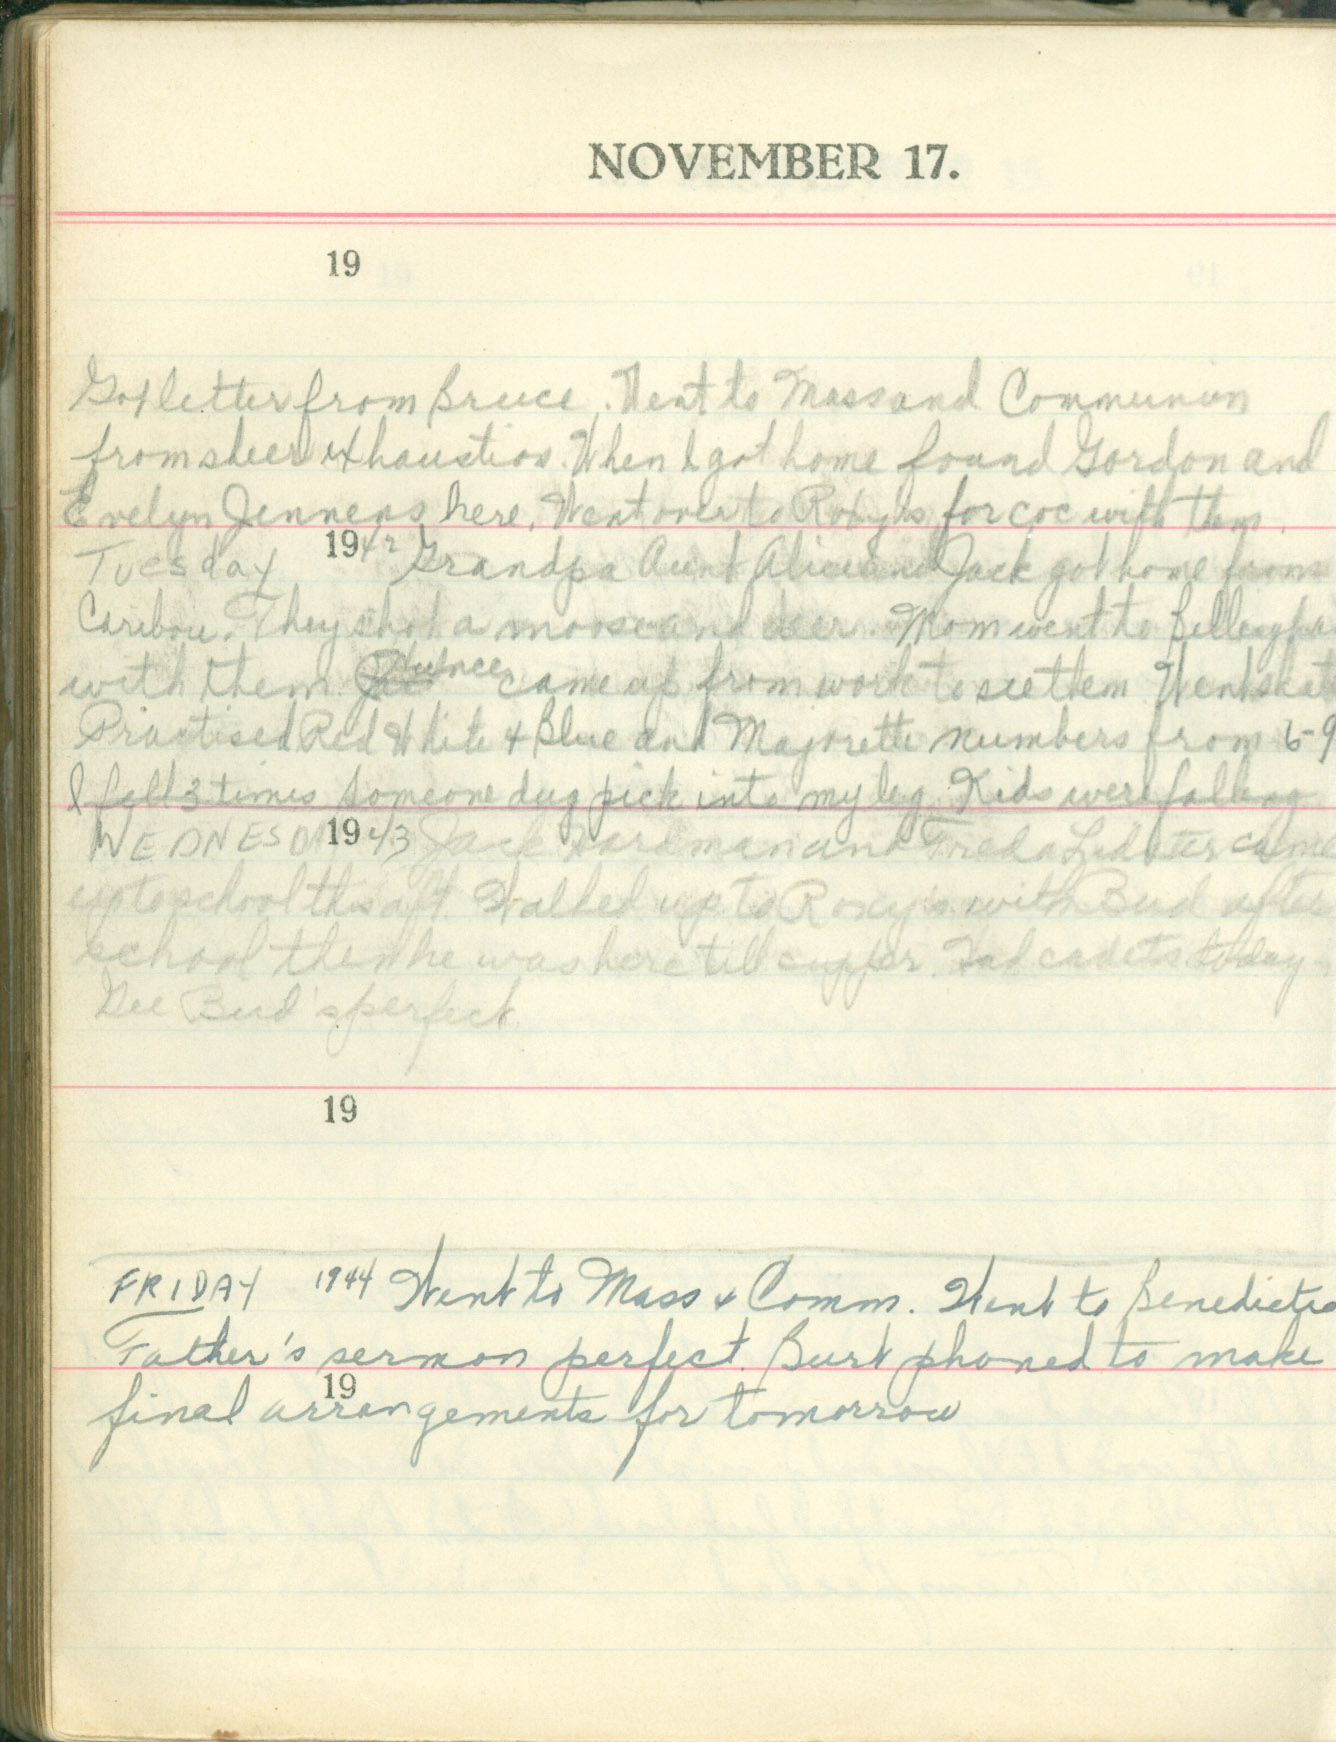 NOVEMBER 17.
19
Got letter from Bruce. Went to Mass and Communion
from sheer exhaustion. When I got home found Gordon and
Evelyn Jennens here. Went over to Roxy's for coc with them.
Tuesday 1942 Grandpa Aunt Alice and Jack got home from
Caribou. They shot a moose and deer. Mom went to
with them. came up from work to see them Went skat
Practised Red White & Blue and Majorette numbers from 6-9
I fell 3 times someone dug pick into my leg. Kids were falling
WEDNESDAY 1943 Jack Hardman and Freda came
up to school this aft. Walked up to Roxy's with Bud after
school then he was here till supper. Had cadets today
Gee Bud's perfect
19
FRIDAY 1944 Went to Mass & Comm. Went to Benedictio
Father's sermon perfect. Burt phoned to make
19
final arrangements for tomorrow